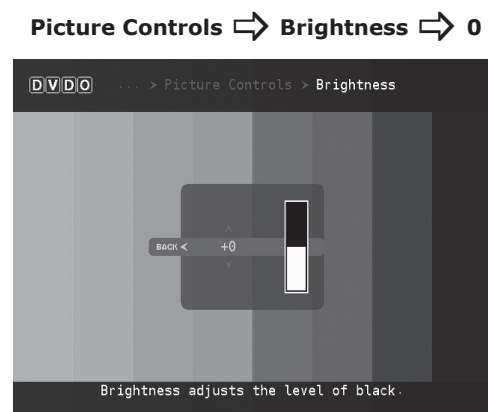 Picture Controls ⇨ Brightness ⇨ 0
DVDO ... > Picture Controls > Brightness
BACK < +0
Brightness adjusts the level of black.